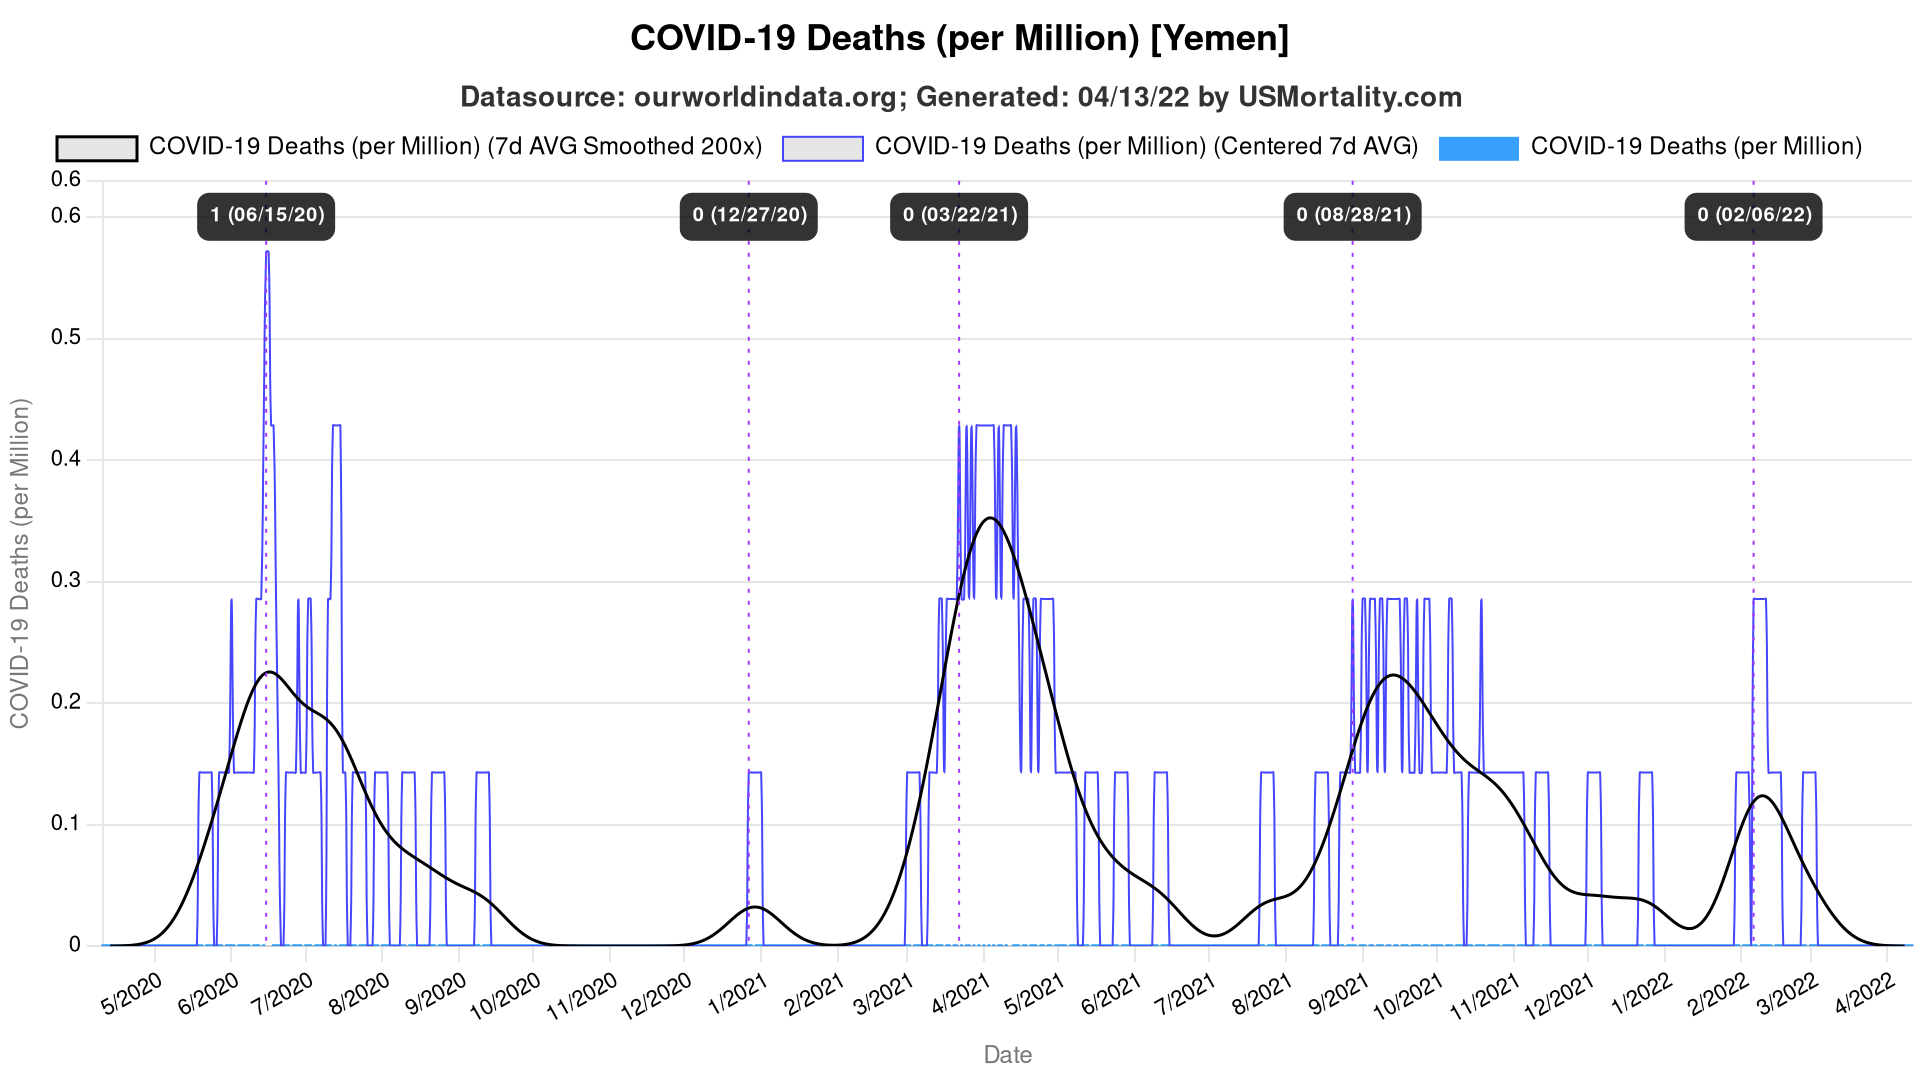 COVID-19 Deaths (per Million) [Yemen]
Datasource: ourworldindata.org; Generated: 04/13/22 by USMortality.com
COVID-19 Deaths (per Million) (7d AVG Smoothed 200x) COVID-19 Deaths (per Million) (Centered 7d AVG) COVID-19 Deaths (per Million)
0.6
0.6
1 (06/15/20) 0 (12/27/20) 0 (03/22/21) 0 (08/28/21) 0 (02/06/22)
0.5
0.4
0.3
0.2
0.1
0
COVID-19 Deaths (per Million)
5/2020 6/2020 7/2020 8/2020 9/2020 10/2020 11/2020 12/2020 1/2021 2/2021 3/2021 4/2021 5/2021 6/2021 7/2021 8/2021 9/2021 10/2021 11/2021 12/2021 1/2022 2/2022 3/2022 4/2022
Date